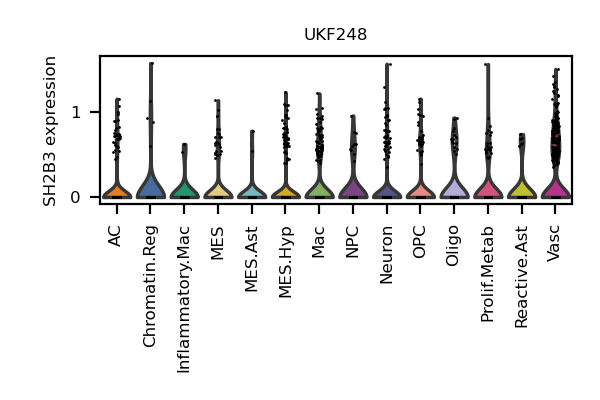 UKF248
SH2B3 expression
1
0
AC
Chromatin.Reg
Inflammatory.Mac
MES
MES.Ast
MES.Hyp
Mac
NPC
Neuron
OPC
Oligo
Prolif.Metab
Reactive.Ast
Vasc